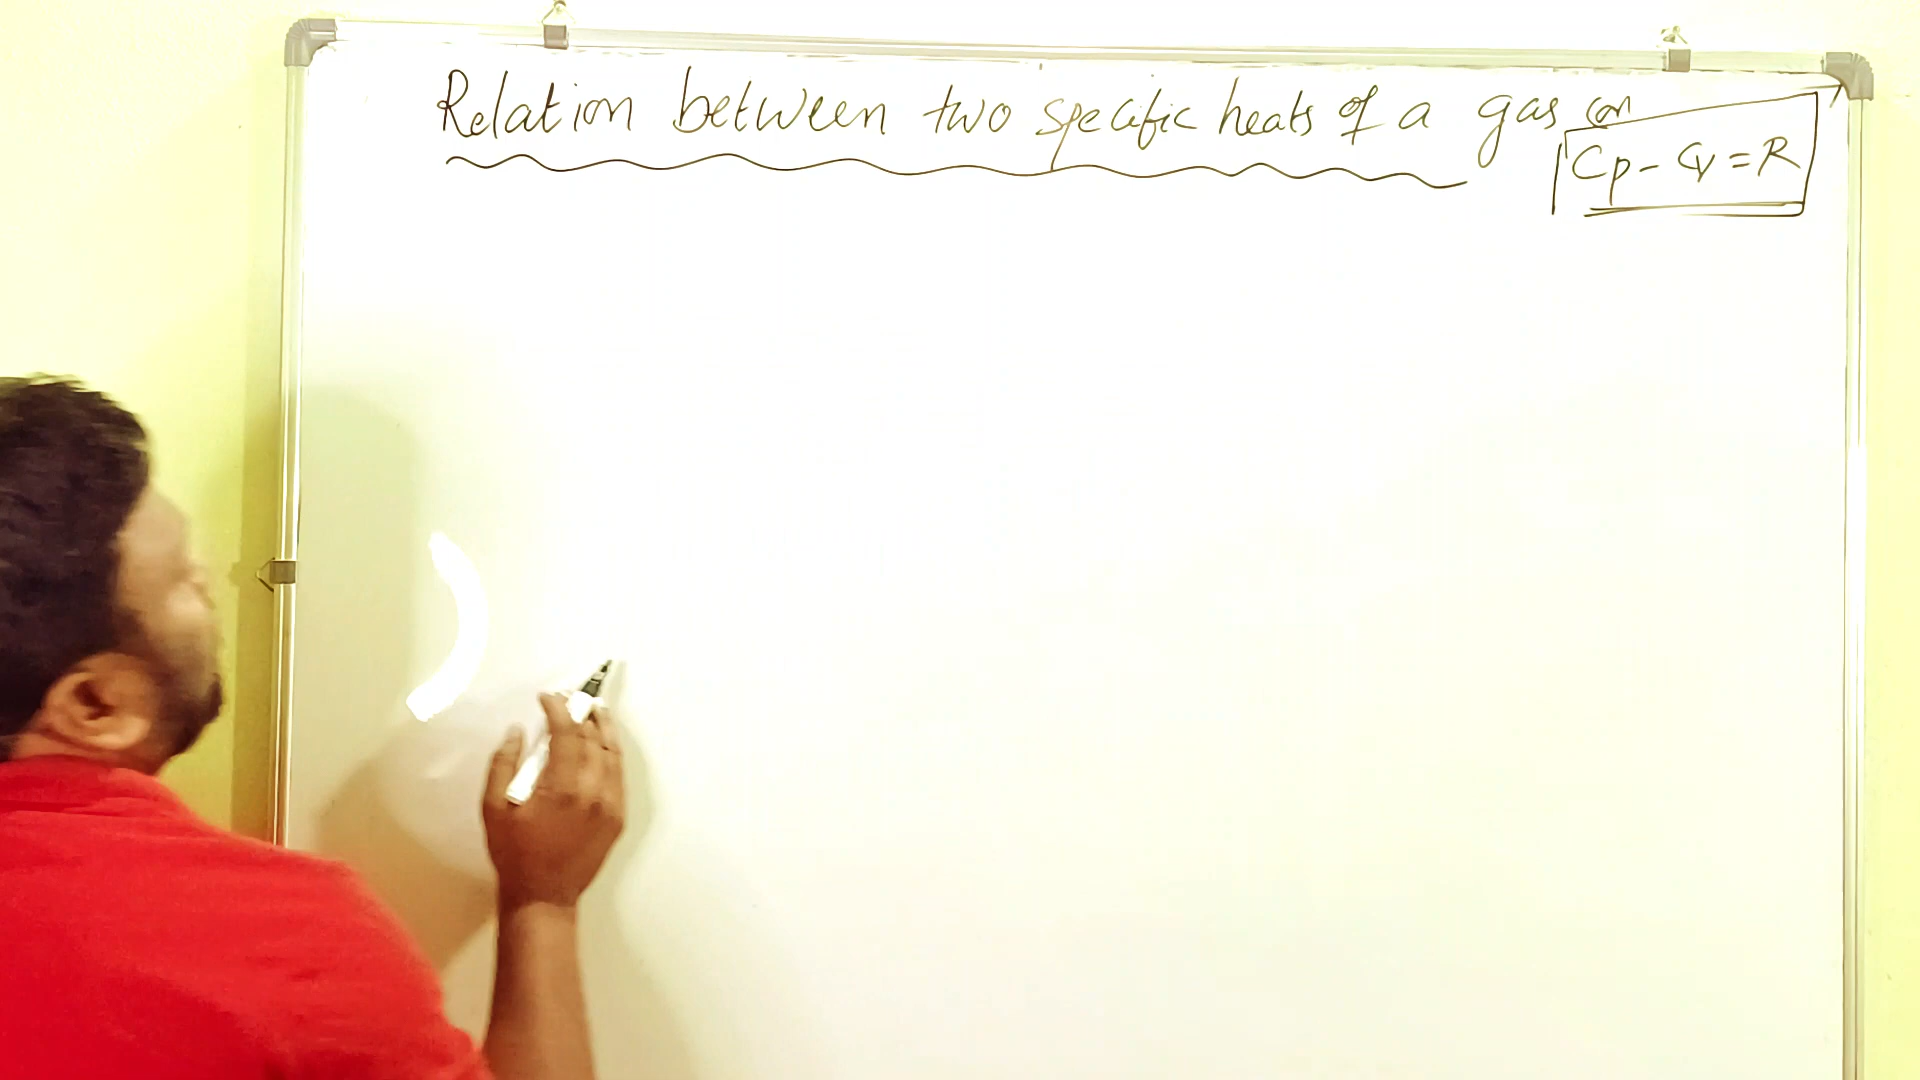 Relation between two specific heats of a gas (or)
Cp - Cv = R